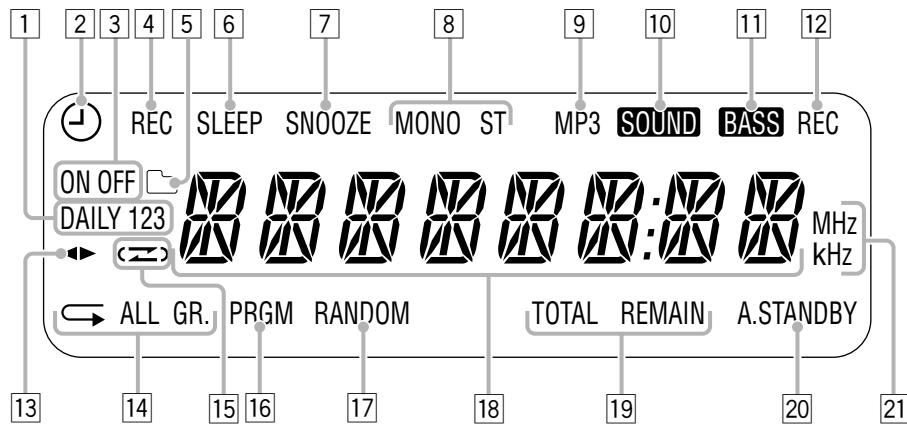 1 2 3 4 5 6 7 8 9 10 11 12
REC SLEEP SNOOZE MONO ST MP3 SOUND BASS REC
ON OFF
DAILY 123
MHz
kHz
ALL GR. PRGM RANDOM TOTAL REMAIN A.STANDBY
13 14 15 16 17 18 19 20 21